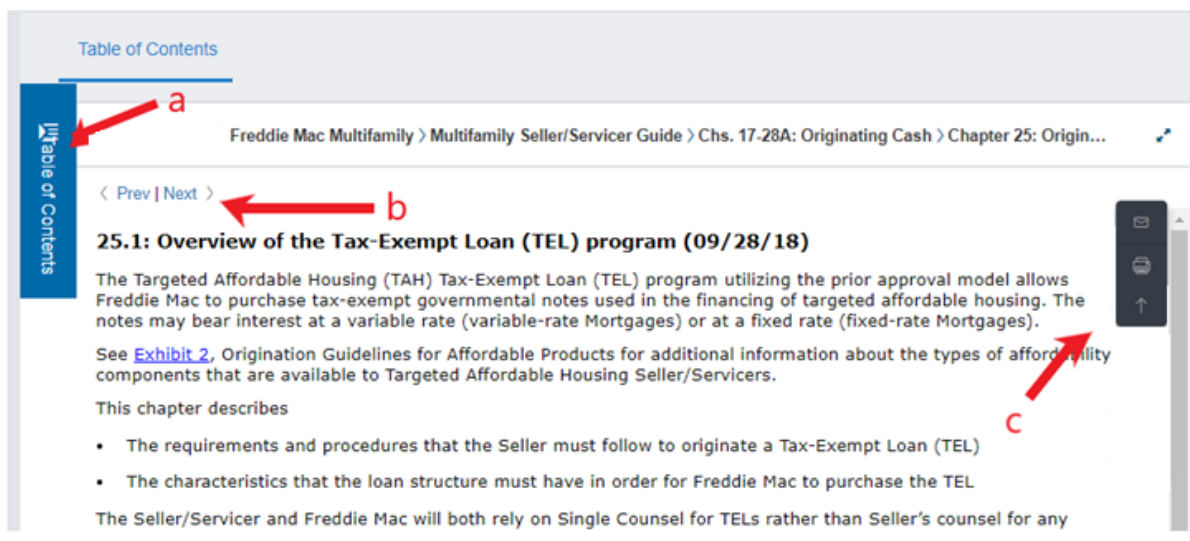 Table of Contents
a
Table of Contents
Freddie Mac Multifamily > Multifamily Seller/Servicer Guide > Chs. 17-28A: Originating Cash > Chapter 25: Origin...
< Prev | Next >
b
25.1: Overview of the Tax-Exempt Loan (TEL) program (09/28/18)
The Targeted Affordable Housing (TAH) Tax-Exempt Loan (TEL) program utilizing the prior approval model allows
Freddie Mac to purchase tax-exempt governmental notes used in the financing of targeted affordable housing. The
notes may bear interest at a variable rate (variable-rate Mortgages) or at a fixed rate (fixed-rate Mortgages).
See Exhibit 2, Origination Guidelines for Affordable Products for additional information about the types of affordability
components that are available to Targeted Affordable Housing Seller/Servicers.
c
This chapter describes
• The requirements and procedures that the Seller must follow to originate a Tax-Exempt Loan (TEL)
• The characteristics that the loan structure must have in order for Freddie Mac to purchase the TEL
The Seller/Servicer and Freddie Mac will both rely on Single Counsel for TELs rather than Seller's counsel for any